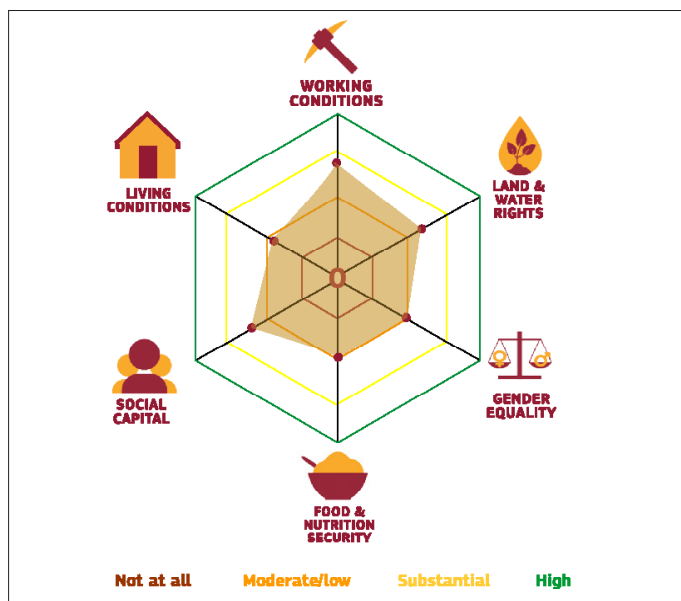 WORKING
CONDITIONS
LIVING
CONDITIONS
LAND &
WATER
RIGHTS
0
SOCIAL
CAPITAL
GENDER
EQUALITY
FOOD &
NUTRITION
SECURITY
Not at all Moderate/low Substantial High